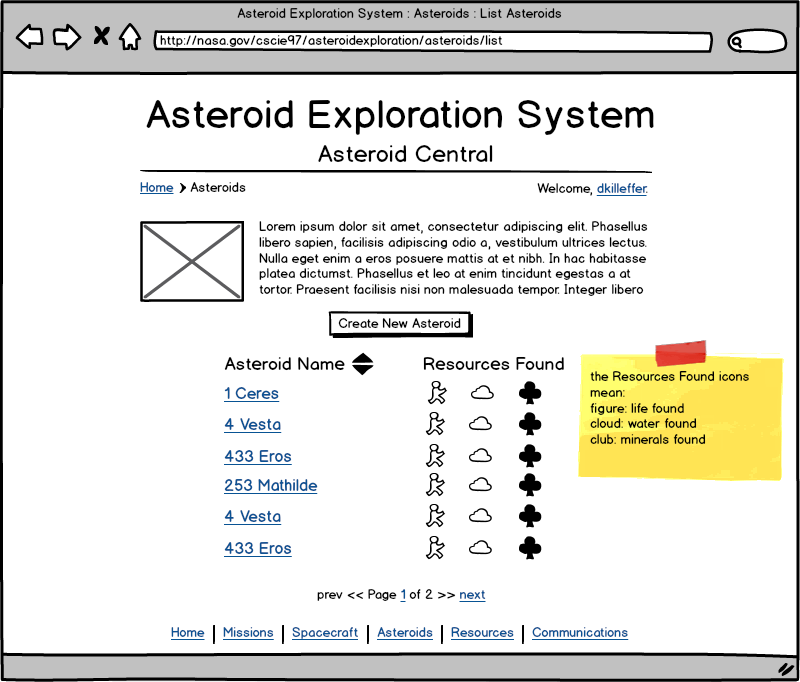 Asteroid Exploration System : Asteroids : List Asteroids
http://nasa.gov/cscie97/asteroidexploration/asteroids/list
Asteroid Exploration System
Asteroid Central
Home > Asteroids
Welcome, dkilleffer.
Lorem ipsum dolor sit amet, consectetur adipiscing elit. Phasellus
libero sapien, facilisis adipiscing odio a, vestibulum ultrices lectus.
Nulla eget enim a eros posuere mattis at et nibh. In hac habitasse
platea dictumst. Phasellus et leo at enim tincidunt egestas a at
tortor. Praesent facilisis nisi non malesuada tempor. Integer libero
Create New Asteroid
Asteroid Name Resources Found
1 Ceres
4 Vesta
433 Eros
253 Mathilde
4 Vesta
433 Eros
the Resources Found icons
mean:
figure: life found
cloud: water found
club: minerals found
prev << Page 1 of 2 >> next
Home | Missions | Spacecraft | Asteroids | Resources | Communications